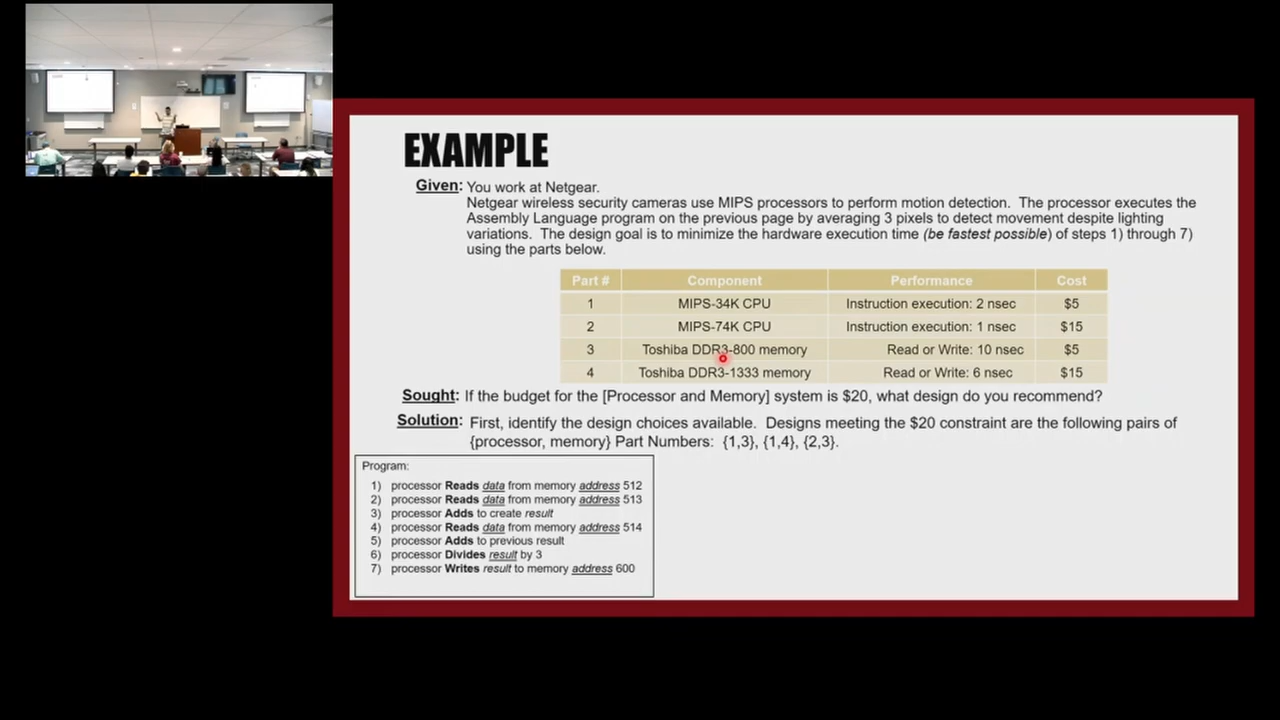 EXAMPLE
Given: You work at Netgear.
Netgear wireless security cameras use MIPS processors to perform motion detection. The processor executes the
Assembly Language program on the previous page by averaging 3 pixels to detect movement despite lighting
variations. The design goal is to minimize the hardware execution time (be fastest possible) of steps 1) through 7)
using the parts below.
Part # Component Performance Cost
1 MIPS-34K CPU Instruction execution: 2 nsec $5
2 MIPS-74K CPU Instruction execution: 1 nsec $15
3 Toshiba DDR3-800 memory Read or Write: 10 nsec $5
4 Toshiba DDR3-1333 memory Read or Write: 6 nsec $15
Sought: If the budget for the [Processor and Memory] system is $20, what design do you recommend?
Solution: First, identify the design choices available. Designs meeting the $20 constraint are the following pairs of
{processor, memory} Part Numbers: {1,3}, {1,4}, {2,3}.
Program:
1) processor Reads data from memory address 512
2) processor Reads data from memory address 513
3) processor Adds to create result
4) processor Reads data from memory address 514
5) processor Adds to previous result
6) processor Divides result by 3
7) processor Writes result to memory address 600